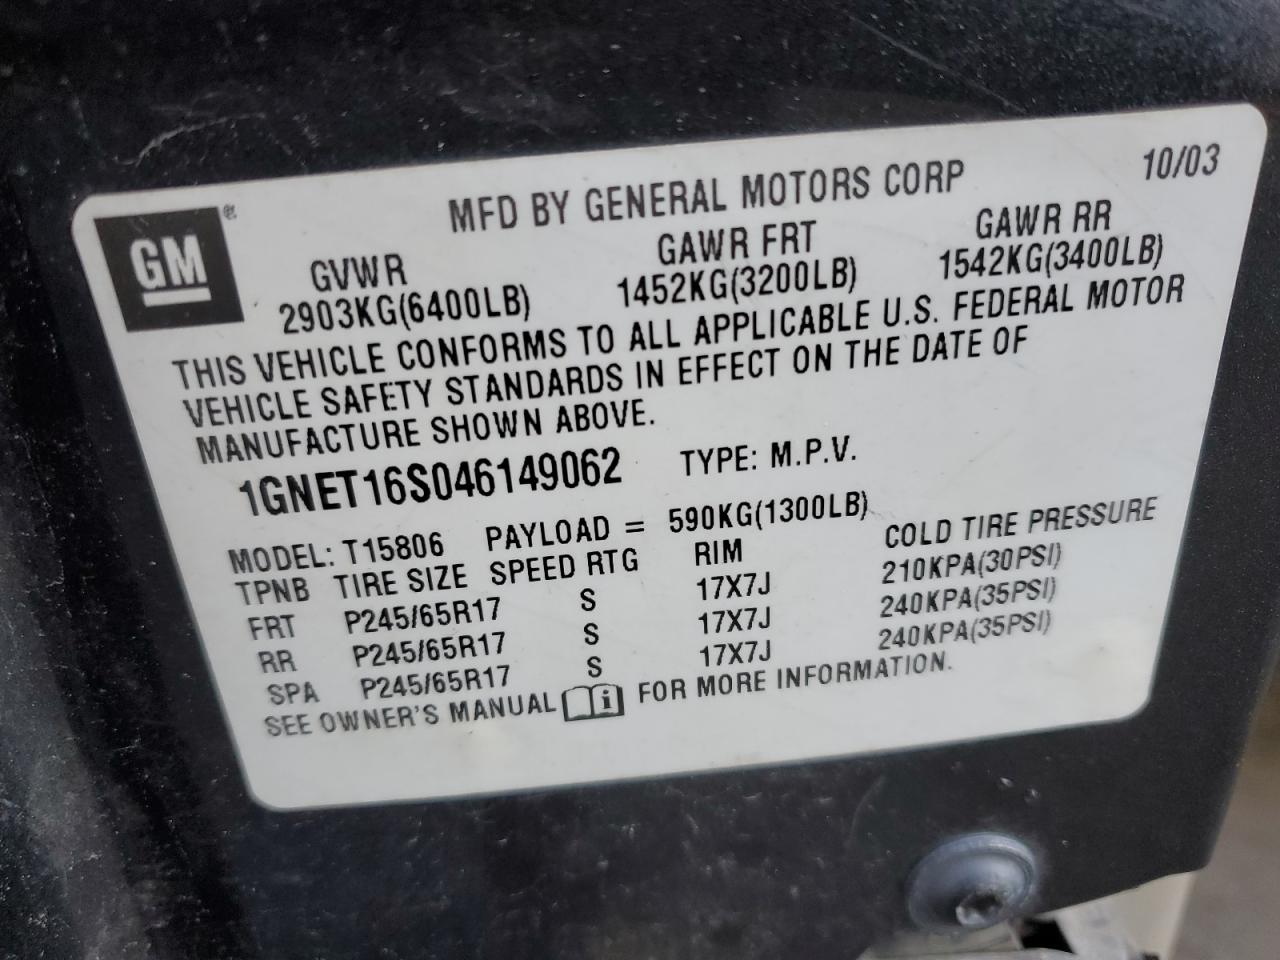 10/03
GM ®
MFD BY GENERAL MOTORS CORP
GVWR GAWR FRT GAWR RR
2903KG(6400LB) 1452KG(3200LB) 1542KG(3400LB)
THIS VEHICLE CONFORMS TO ALL APPLICABLE U.S. FEDERAL MOTOR
VEHICLE SAFETY STANDARDS IN EFFECT ON THE DATE OF
MANUFACTURE SHOWN ABOVE.
1GNET16S046149062 TYPE: M.P.V.
MODEL: T15806 PAYLOAD = 590KG(1300LB)
TPNB TIRE SIZE SPEED RTG RIM COLD TIRE PRESSURE
FRT P245/65R17 S 17X7J 210KPA(30PSI)
RR P245/65R17 S 17X7J 240KPA(35PSI)
SPA P245/65R17 S 17X7J 240KPA(35PSI)
SEE OWNER'S MANUAL i FOR MORE INFORMATION.